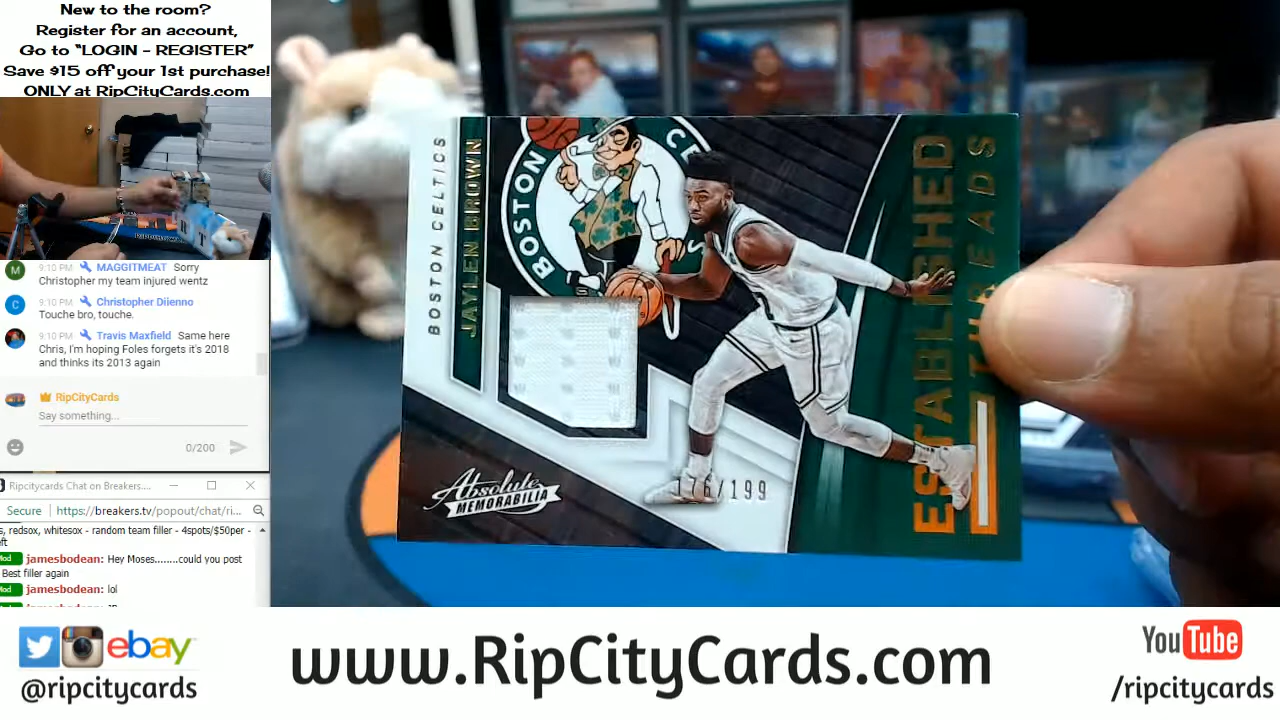 New to the room?
Register for an account,
Go to “LOGIN - REGISTER”
Save $15 off your 1st purchase!
ONLY at RipCityCards.com
M
9:10 PM MAGGITMEAT Sorry
Christopher my team injured wentz
C
9:10 PM Christopher Diienno
Touche bro, touche.
9:10 PM Travis Maxfield Same here
Chris, I'm hoping Foles forgets it's 2018
and thinks its 2013 again
RipCityCards
Say something...
0/200
Ripcitycards Chat on Breakers....
Secure https://breakers.tv/popout/chat/ri...
s, redsox, whitesox - random team filler - 4spots/$50per -
eft
Mod jamesbodean: Hey Moses........could you post
Best filler again
Mod jamesbodean: lol
BOSTON CELTICS
JAYLEN BROWN
BOSTON
ESTABLISHED
THREADS
Absolute
MEMORABILIA
176/199
ebay
@ripcitycards
www.RipCityCards.com
YouTube
/ripcitycards